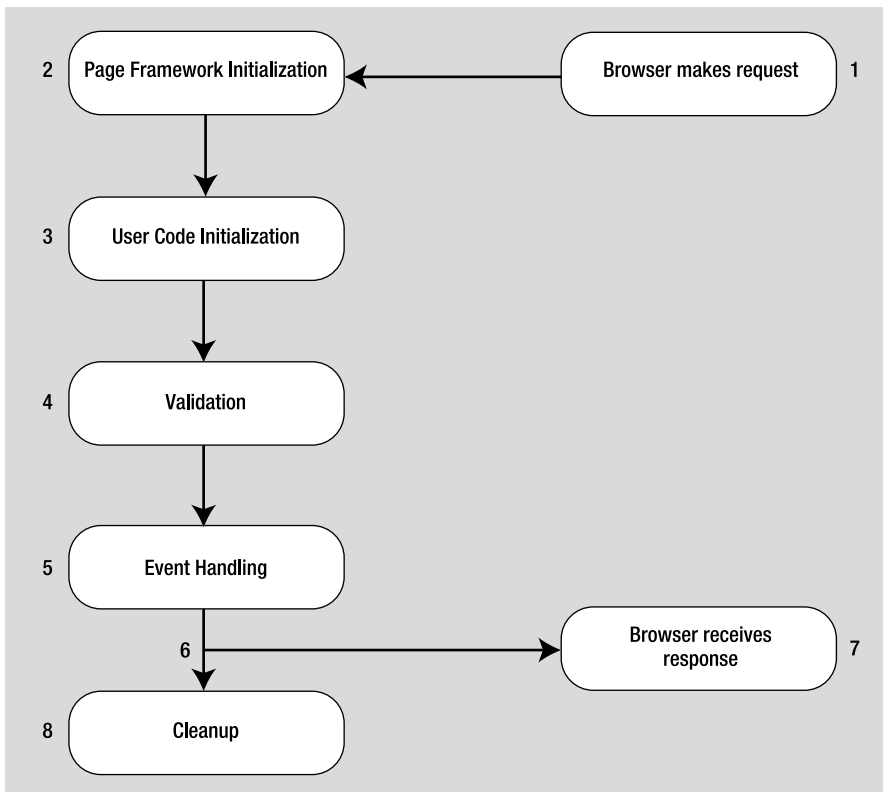 2
Page Framework Initialization
Browser makes request
1
3
User Code Initialization
4
Validation
5
Event Handling
6
Browser receives
response
7
8
Cleanup